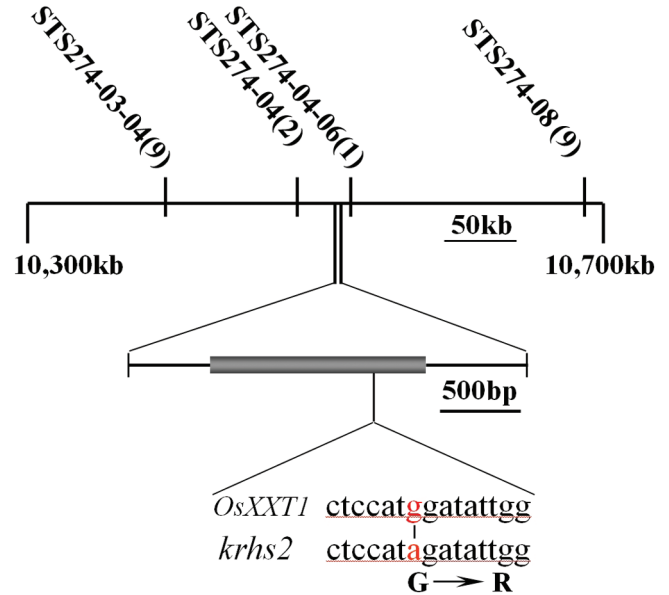 STS274-03-04(9)
STS274-04(2)
STS274-04-06(1)
STS274-08(9)
50kb
10,300kb
10,700kb
500bp
OsXXT1 ctccatggatattgg
krhs2 ctccatagatattgg
G → R